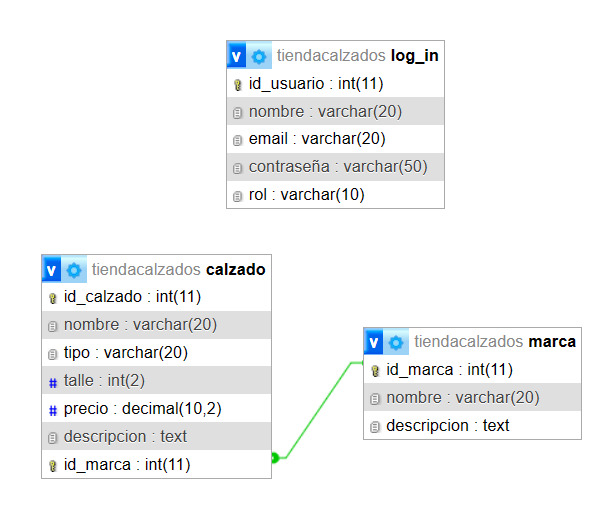 v tiendacalzados log_in
id_usuario : int(11)
nombre : varchar(20)
email : varchar(20)
contraseña : varchar(50)
rol : varchar(10)
v tiendacalzados calzado
id_calzado : int(11)
nombre : varchar(20)
tipo : varchar(20)
# talle : int(2)
# precio : decimal(10,2)
descripcion : text
id_marca : int(11)
v tiendacalzados marca
id_marca : int(11)
nombre : varchar(20)
descripcion : text